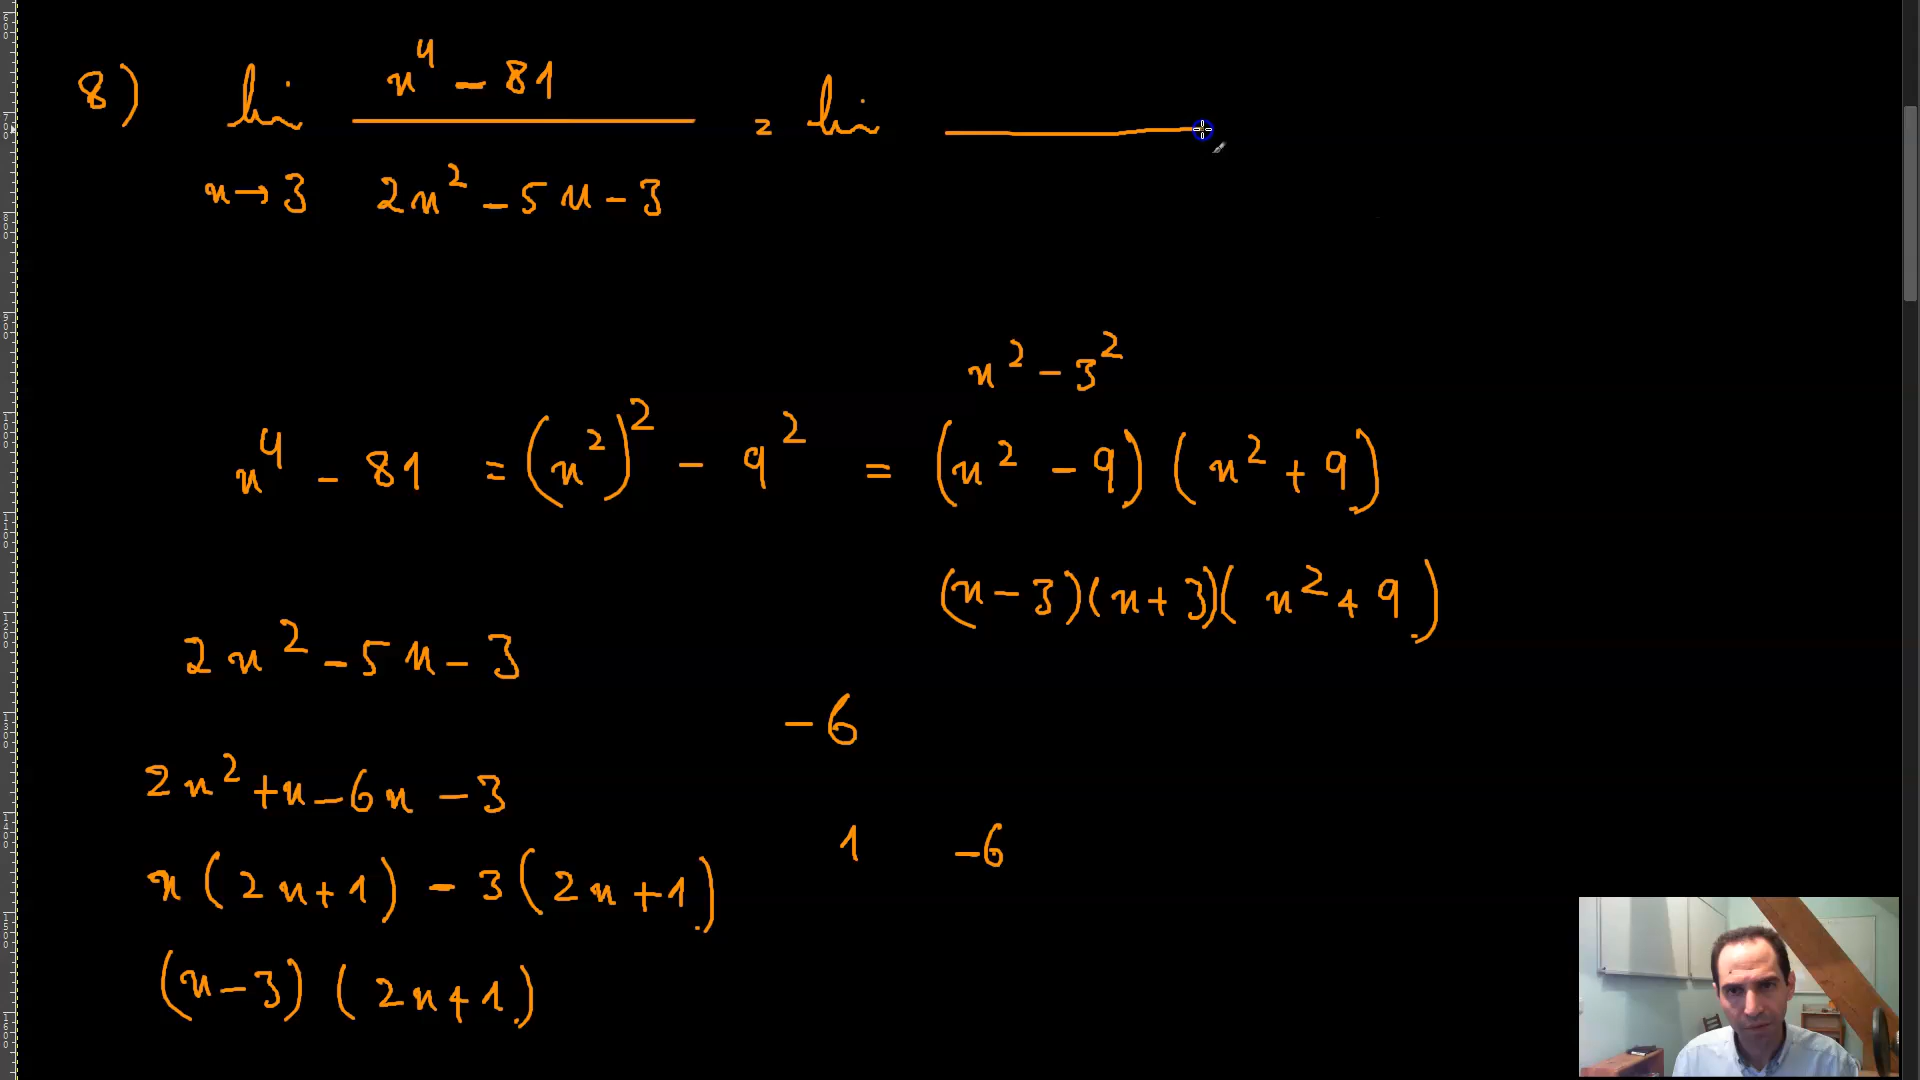 8) lim x⁴ - 81 = lim
x→3 2x² - 5x - 3
x² - 3²
x⁴ - 81 = (x²)² - 9² = (x² - 9) (x² + 9)
(x - 3)(x + 3)(x² + 9)
2x² - 5x - 3
-6
2x² + x - 6x - 3
1 -6
x(2x + 1) - 3(2x + 1)
(x - 3) (2x + 1)